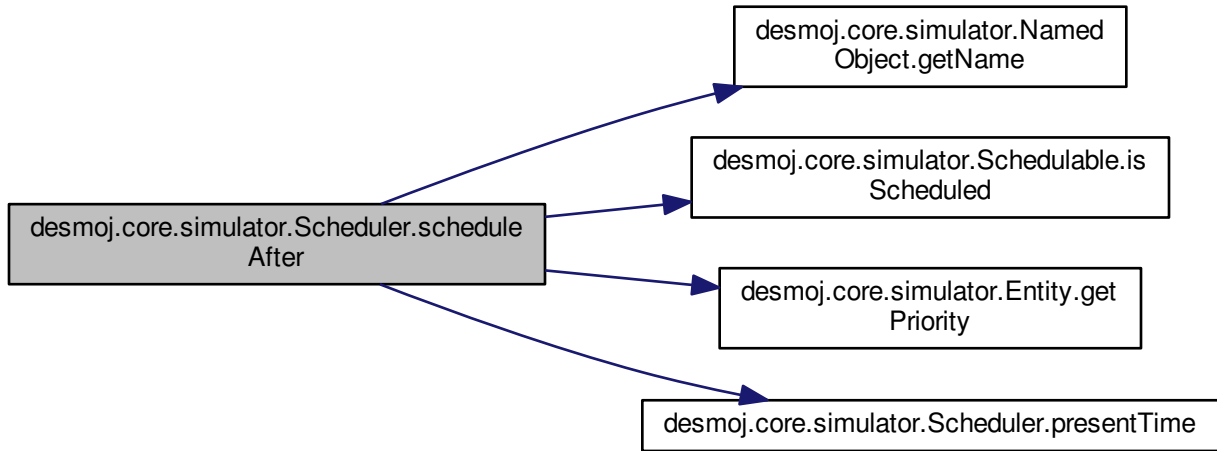 desmoj.core.simulator.Named
Object.getName
desmoj.core.simulator.Schedulable.is
Scheduled
desmoj.core.simulator.Scheduler.schedule
After
desmoj.core.simulator.Entity.get
Priority
desmoj.core.simulator.Scheduler.presentTime